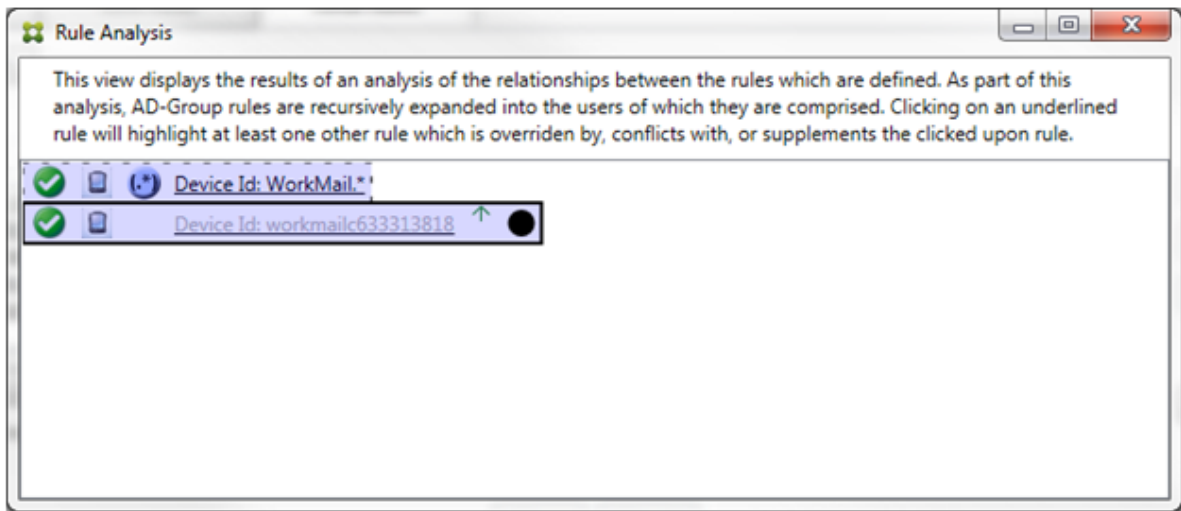 Rule Analysis
This view displays the results of an analysis of the relationships between the rules which are defined. As part of this
analysis, AD-Group rules are recursively expanded into the users of which they are comprised. Clicking on an underlined
rule will highlight at least one other rule which is overriden by, conflicts with, or supplements the clicked upon rule.
(.*) Device Id: WorkMail.*
Device Id: workmailc633313818